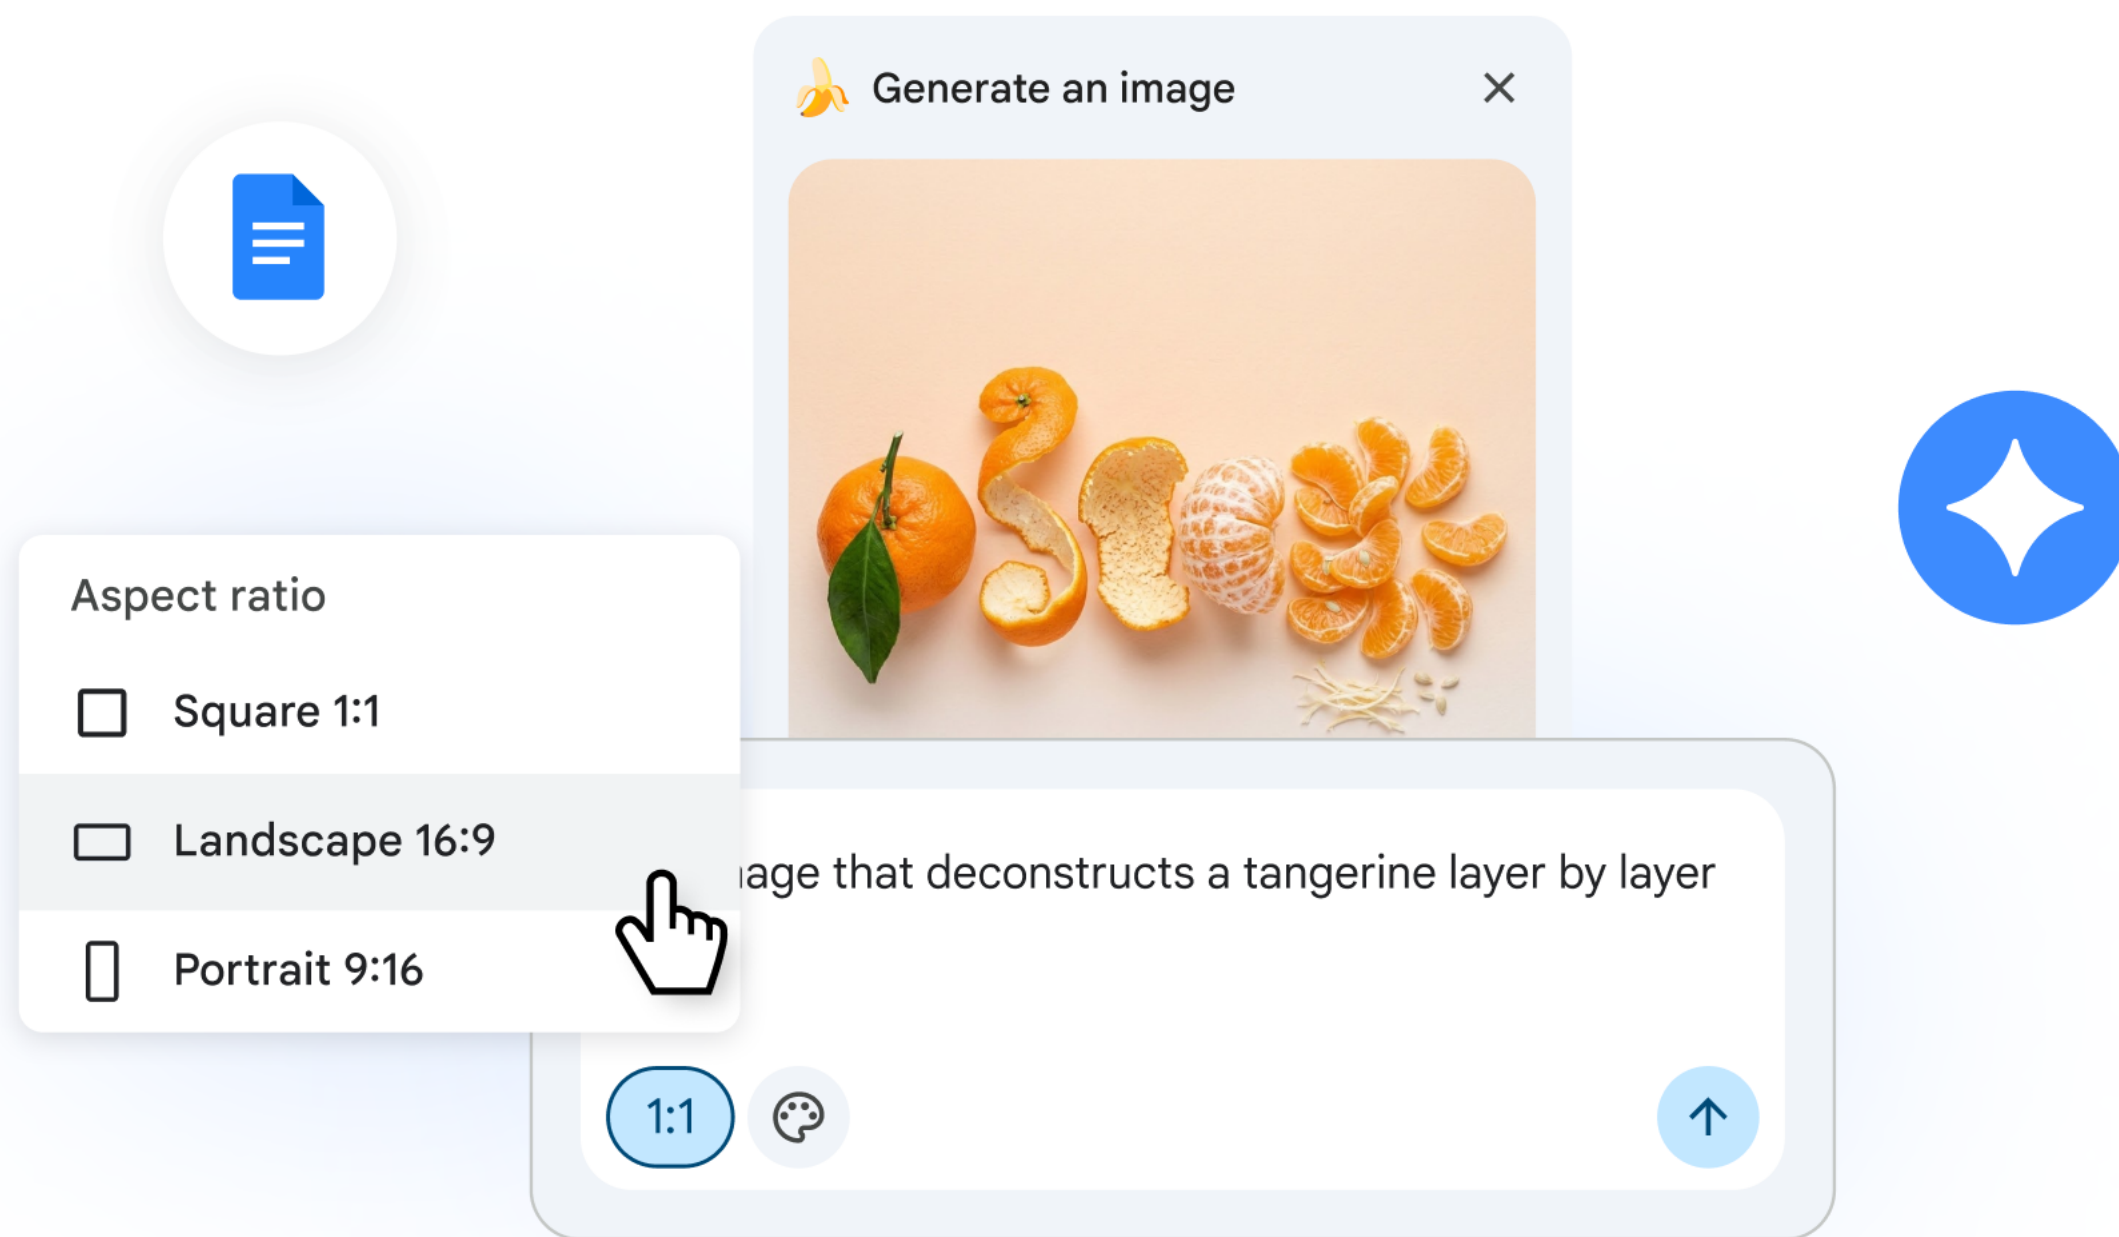 Generate an image
Aspect ratio
Square 1:1
Landscape 16:9
Portrait 9:16
that deconstructs a tangerine layer by layer
1:1